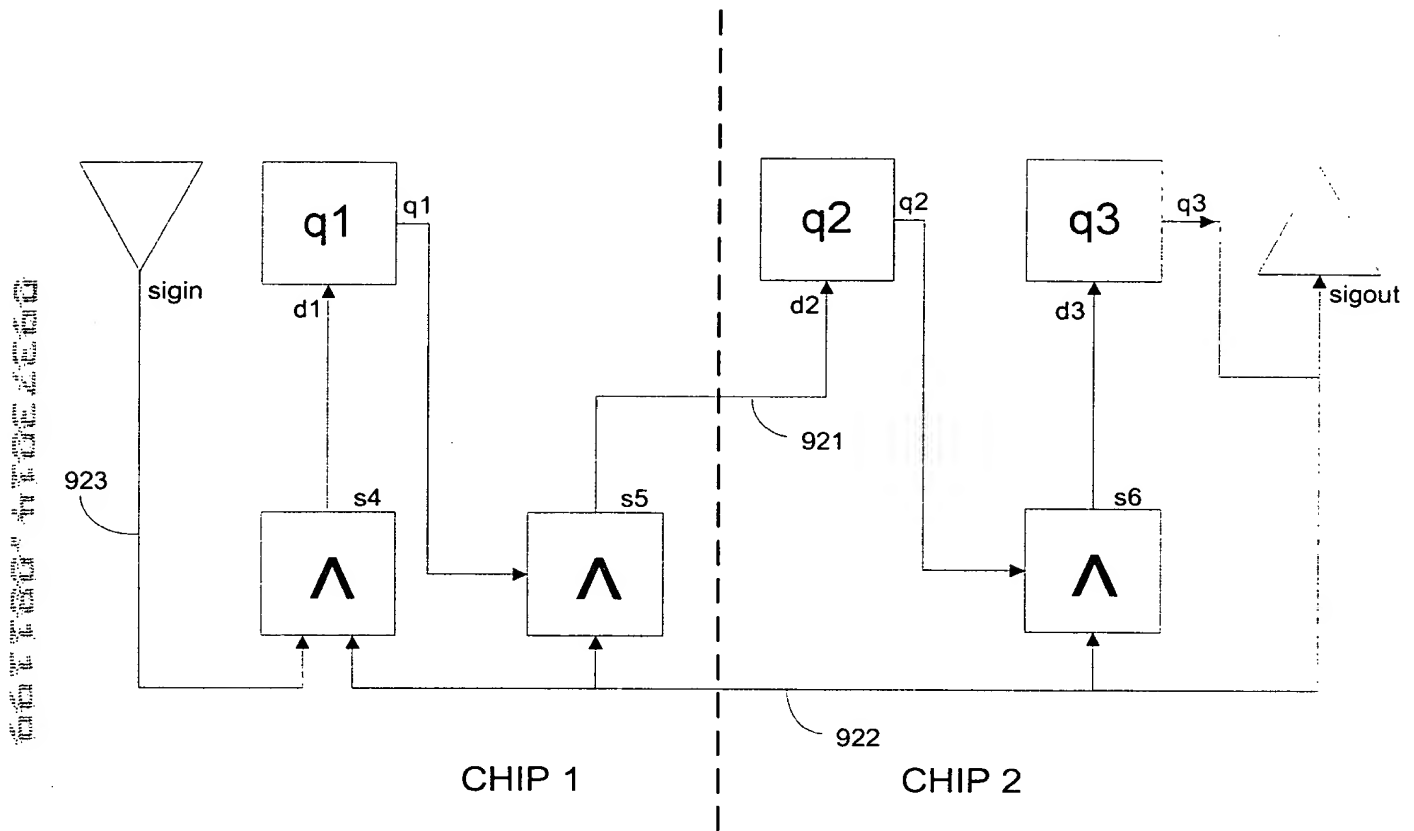 q1
q1
q2
q2
q3
q3
sigin
d1
d2
d3
sigout
921
923
s4
s5
s6
∧
∧
∧
922
CHIP 1
CHIP 2